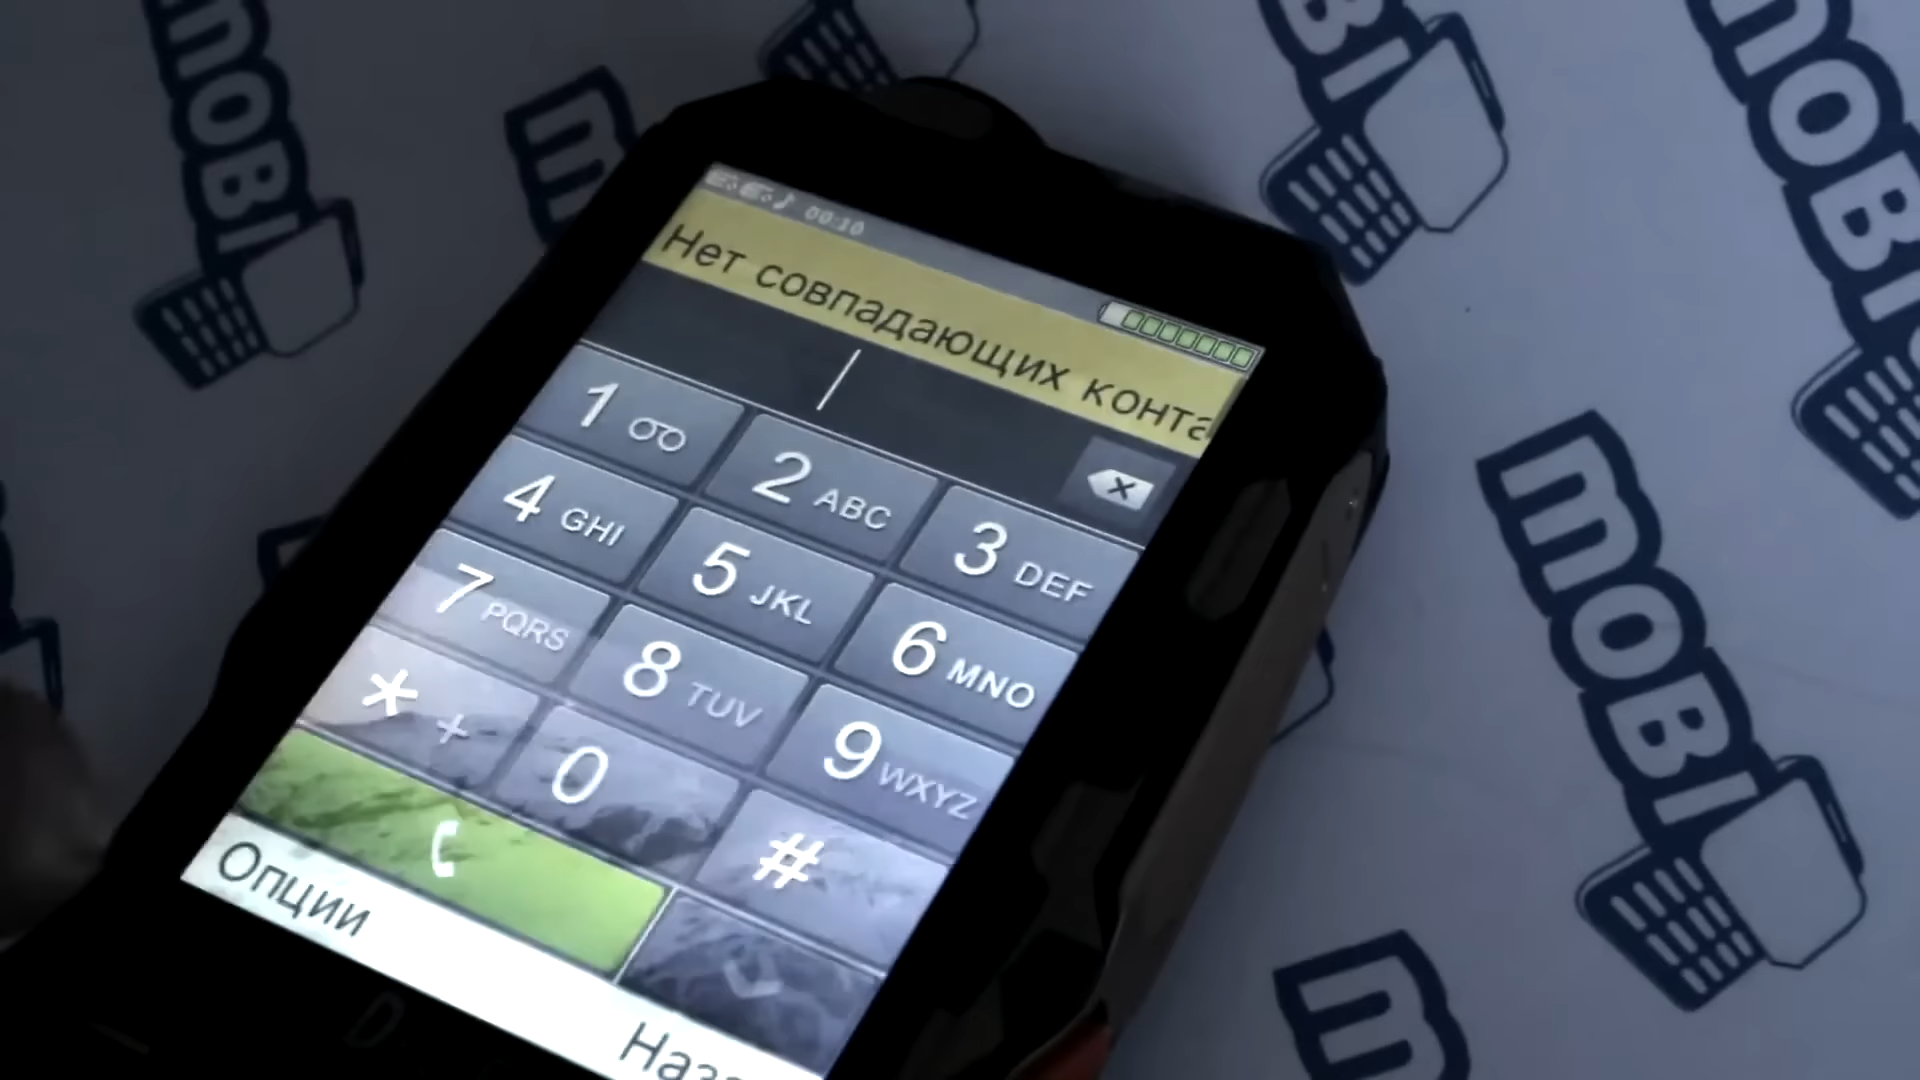 00:10
Нет совпадающих конта
1
2 ABC
3 DEF
4 GHI
5 JKL
6 MNO
7 PQRS
8 TUV
9 WXYZ
* +
0
#
Опции
MOBI
MOBI
MOBI
MOBI